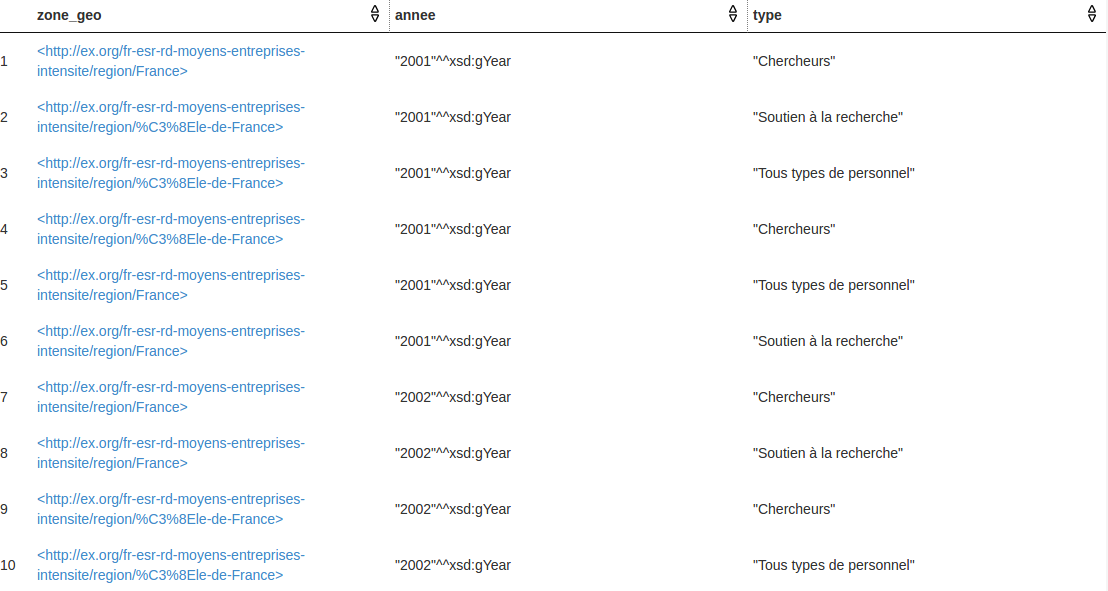 zone_geo annee type
1 <http://ex.org/fr-esr-rd-moyens-entreprises-
intensite/region/France> "2001"^^xsd:gYear "Chercheurs"
2 <http://ex.org/fr-esr-rd-moyens-entreprises-
intensite/region/%C3%8Ele-de-France> "2001"^^xsd:gYear "Soutien à la recherche"
3 <http://ex.org/fr-esr-rd-moyens-entreprises-
intensite/region/%C3%8Ele-de-France> "2001"^^xsd:gYear "Tous types de personnel"
4 <http://ex.org/fr-esr-rd-moyens-entreprises-
intensite/region/%C3%8Ele-de-France> "2001"^^xsd:gYear "Chercheurs"
5 <http://ex.org/fr-esr-rd-moyens-entreprises-
intensite/region/France> "2001"^^xsd:gYear "Tous types de personnel"
6 <http://ex.org/fr-esr-rd-moyens-entreprises-
intensite/region/France> "2001"^^xsd:gYear "Soutien à la recherche"
7 <http://ex.org/fr-esr-rd-moyens-entreprises-
intensite/region/France> "2002"^^xsd:gYear "Chercheurs"
8 <http://ex.org/fr-esr-rd-moyens-entreprises-
intensite/region/France> "2002"^^xsd:gYear "Soutien à la recherche"
9 <http://ex.org/fr-esr-rd-moyens-entreprises-
intensite/region/%C3%8Ele-de-France> "2002"^^xsd:gYear "Chercheurs"
10 <http://ex.org/fr-esr-rd-moyens-entreprises-
intensite/region/%C3%8Ele-de-France> "2002"^^xsd:gYear "Tous types de personnel"